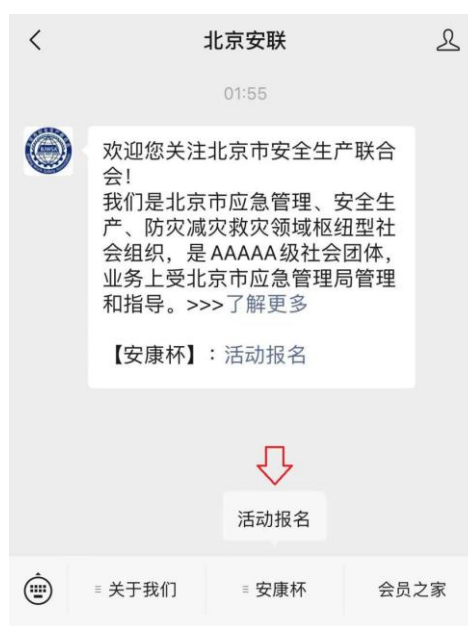 北京安联
01:55
欢迎您关注北京市安全生产联合
会!
我们是北京市应急管理、安全生
产、防灾减灾救灾领域枢纽型社
会组织，是 AAAAA 级社会团体，
业务上受北京市应急管理局管理
和指导。>>>了解更多
【安康杯】：活动报名
活动报名
≡ 关于我们
≡ 安康杯
会员之家